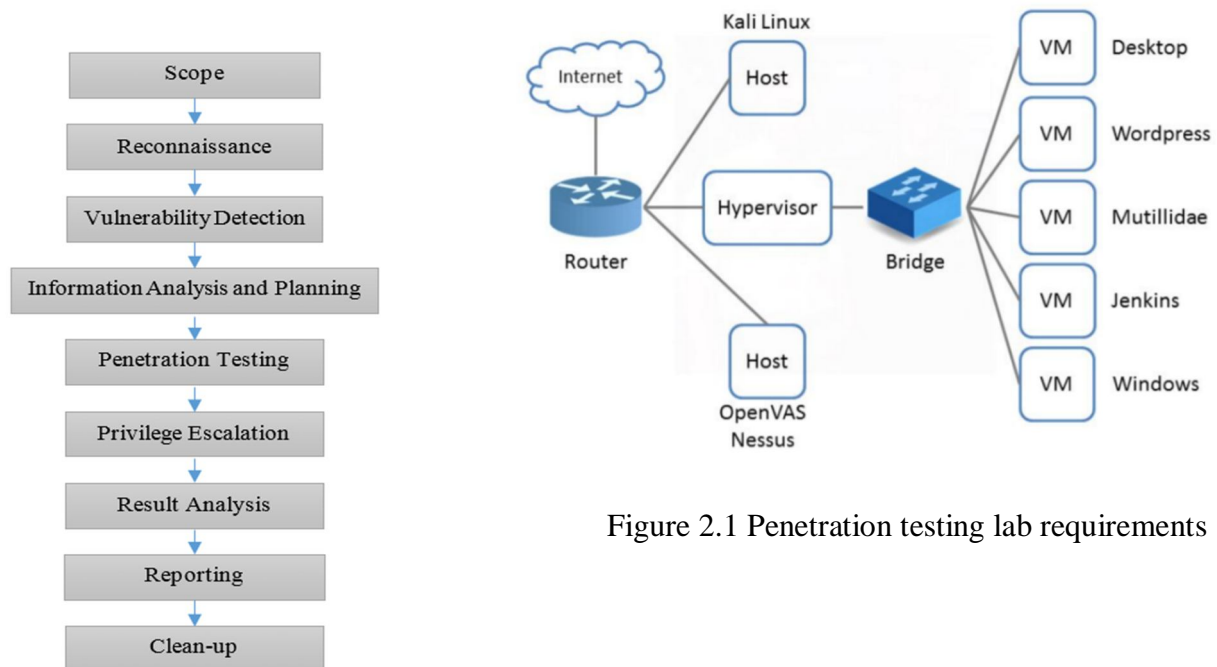 Scope
Reconnaissance
Vulnerability Detection
Information Analysis and Planning
Penetration Testing
Privilege Escalation
Result Analysis
Reporting
Clean-up
Kali Linux
Internet
Host
VM Desktop
VM Wordpress
Router
Hypervisor
Bridge
VM Mutillidae
VM Jenkins
Host
OpenVAS
Nessus
VM Windows
Figure 2.1 Penetration testing lab requirements